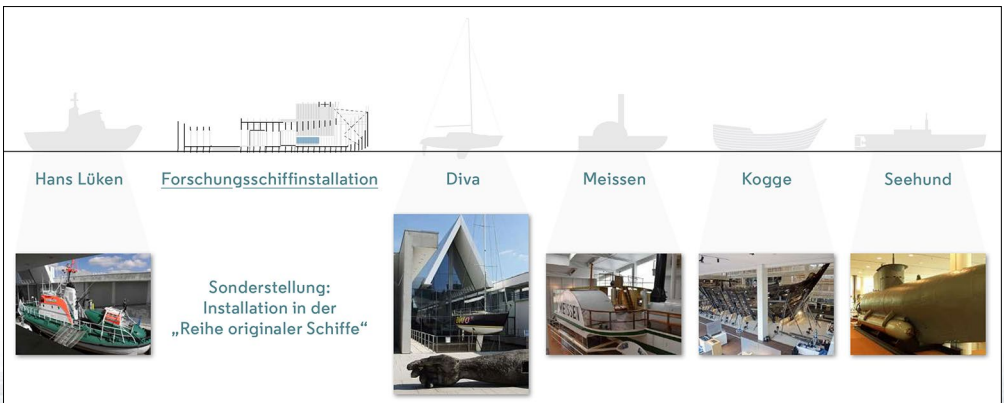 Hans Lüken
Forschungsschiffinstallation
Diva
Meissen
Kogge
Seehund
Sonderstellung:
Installation in der
„Reihe originaler Schiffe“
MEISSEN